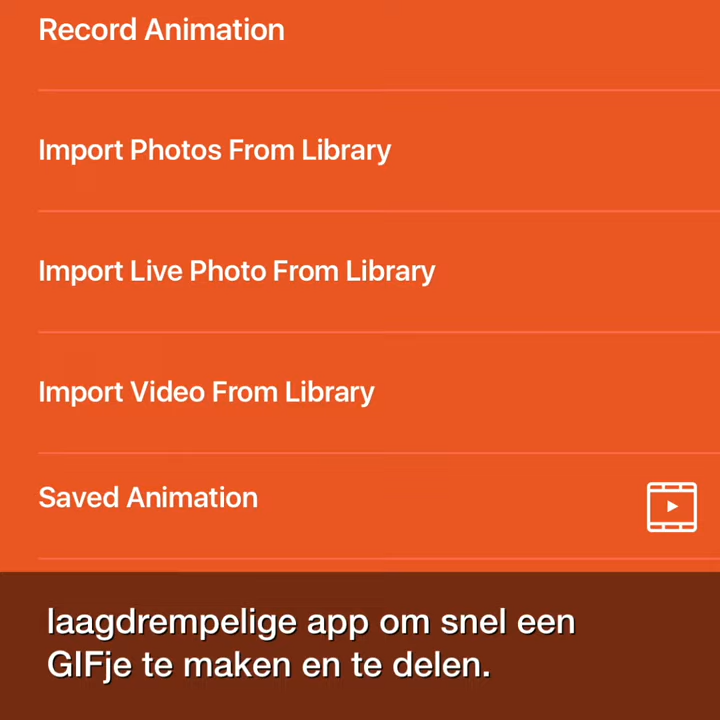 Record Animation
Import Photos From Library
Import Live Photo From Library
Import Video From Library
Saved Animation
laagdrempelige app om snel een
GIFje te maken en te delen.